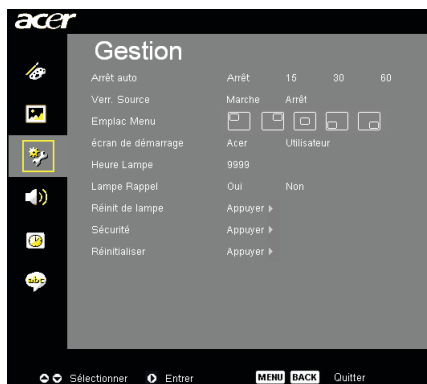 acer
Gestion
Arrêt auto Arrêt 15 30 60
Verr. Source Marche Arrêt
Emplac Menu
écran de démarrage Acer Utilisateur
Heure Lampe 9999
Lampe Rappel Oui Non
Réinit de lampe Appuyer
Sécurité Appuyer
Réinitialiser Appuyer
abc
Sélectionner Entrer MENU BACK Quitter